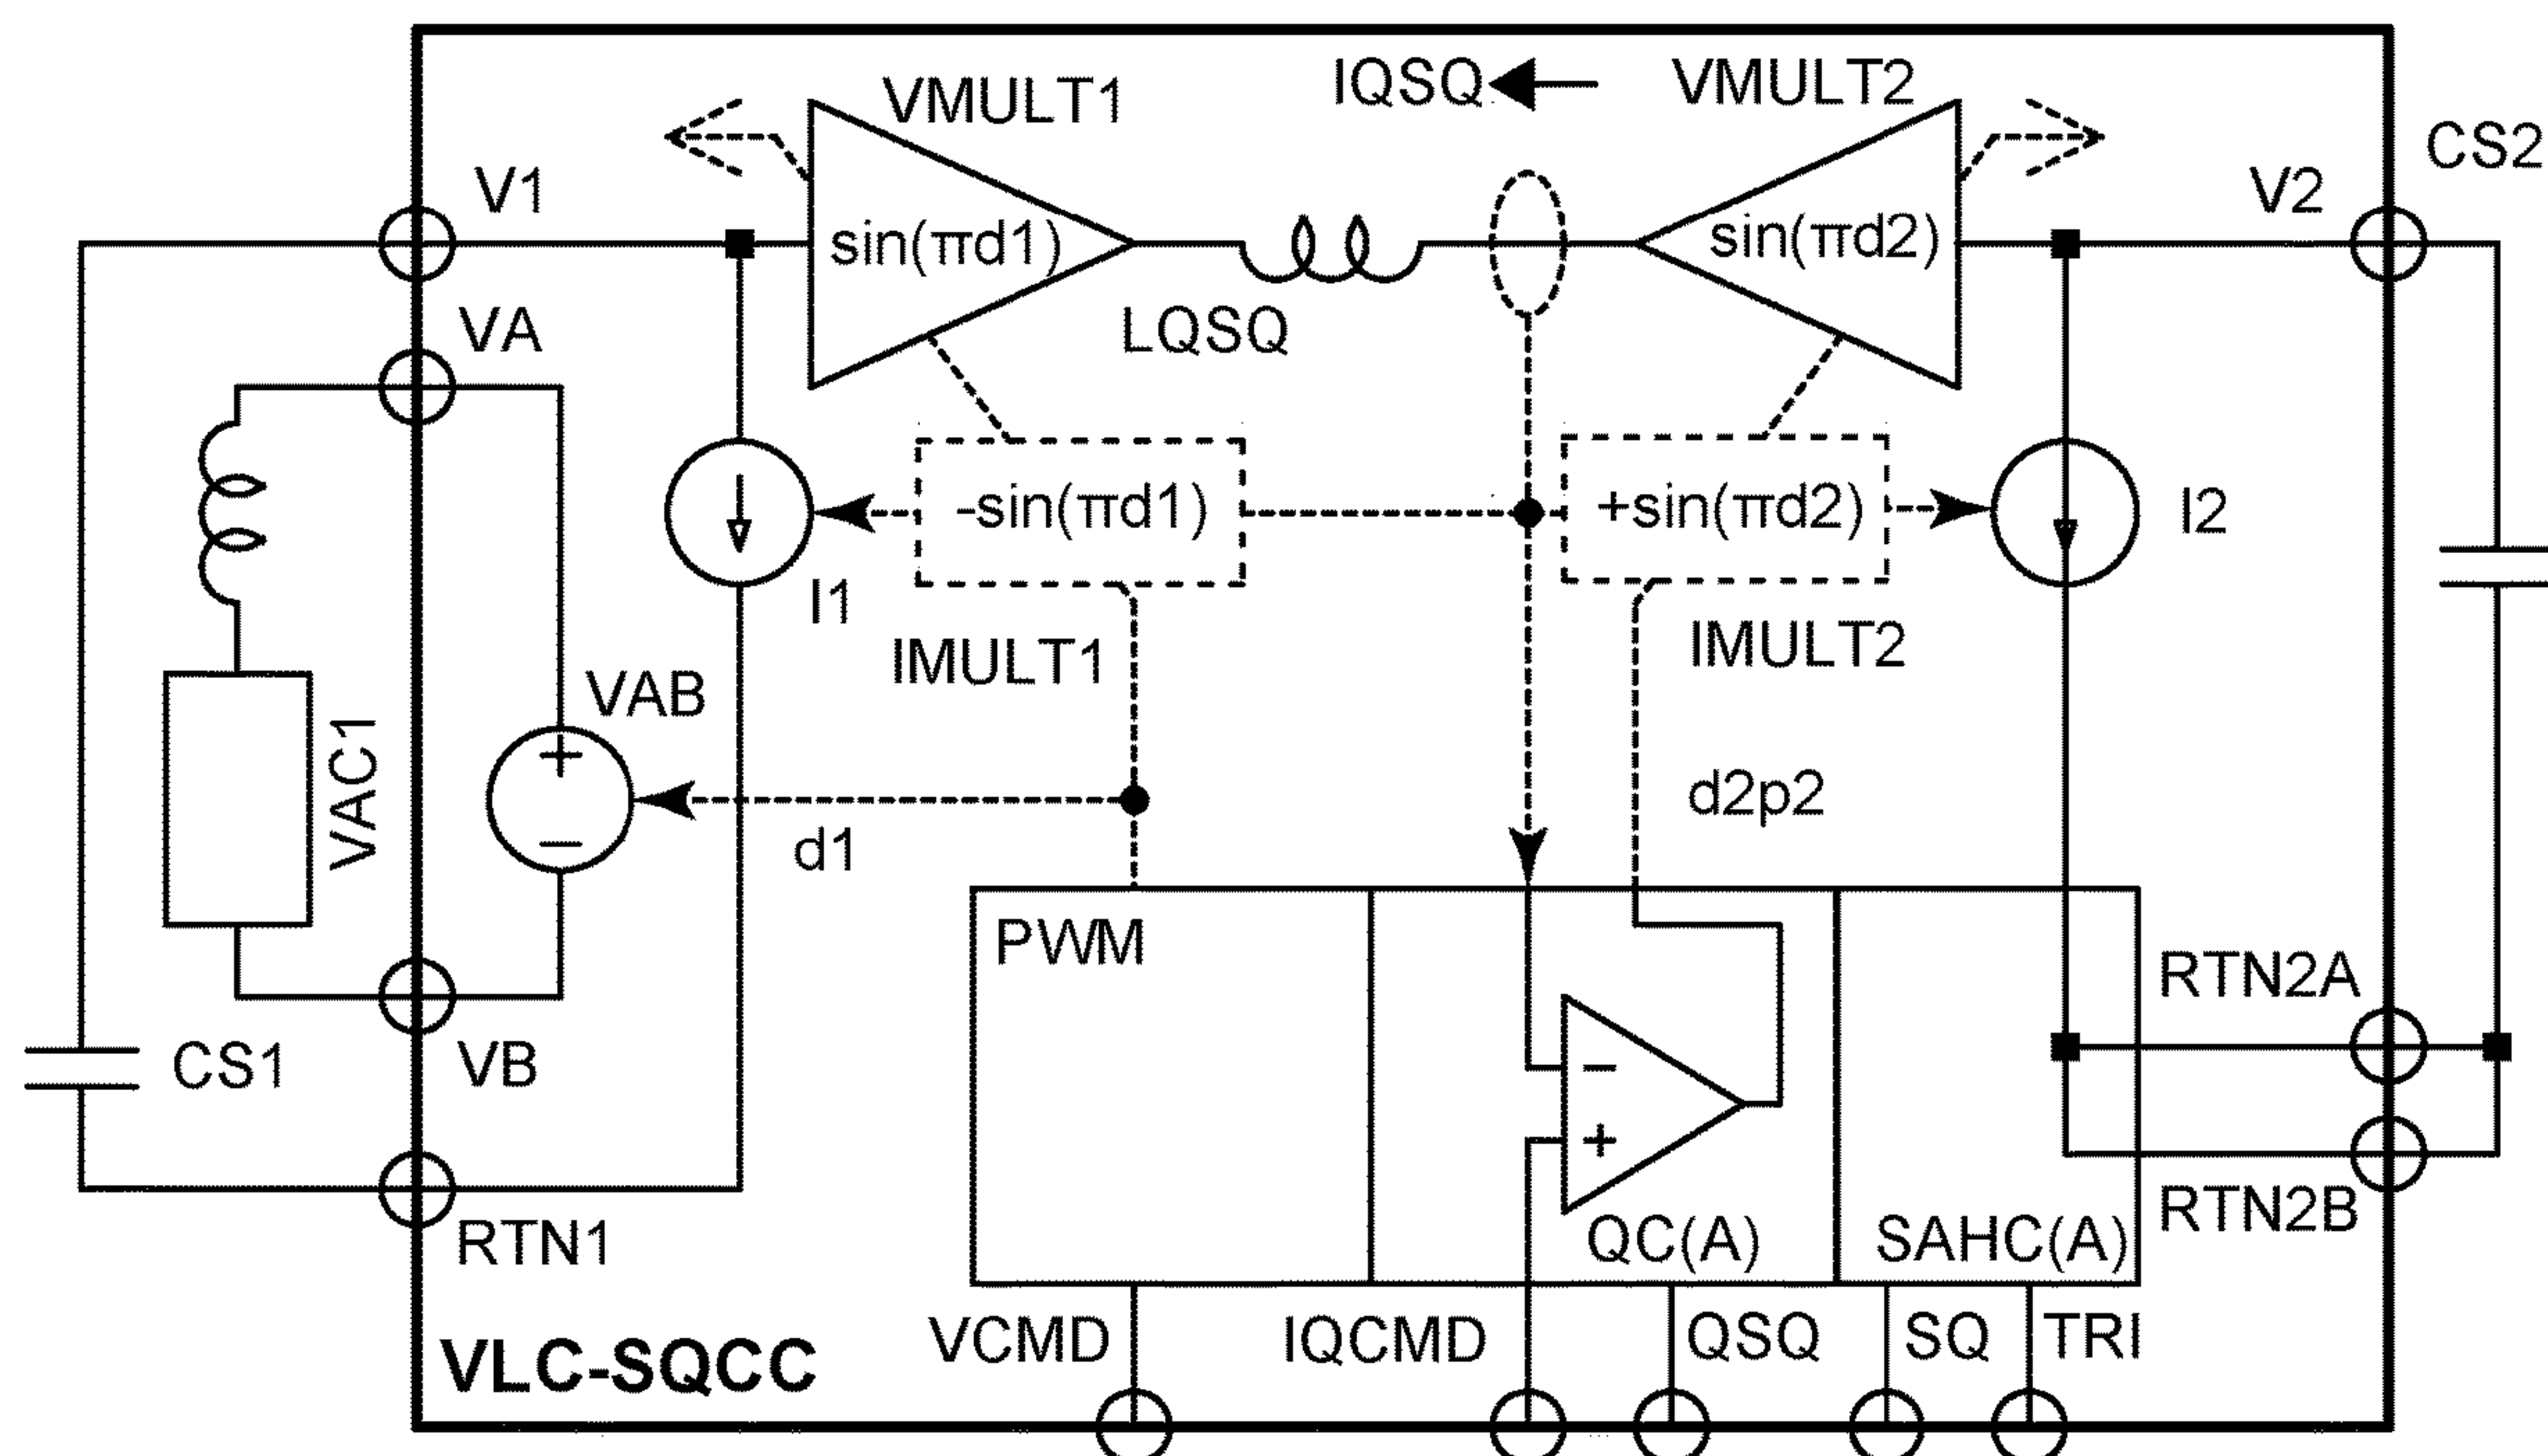 IQSQ
VMULT2
VMULT1
CS2
V1
V2
sin(πd1)
sin(πd2)
VA
LQSQ
-sin(πd1)
+sin(πd2)
I2
I1
IMULT1
IMULT2
VAB
VAC1
+
−
d1
d2p2
PWM
RTN2A
CS1
VB
−
+
RTN2B
RTN1
QC(A)
SAHC(A)
VCMD
IQCMD
QSQ
SQ
TRI
VLC-SQCC